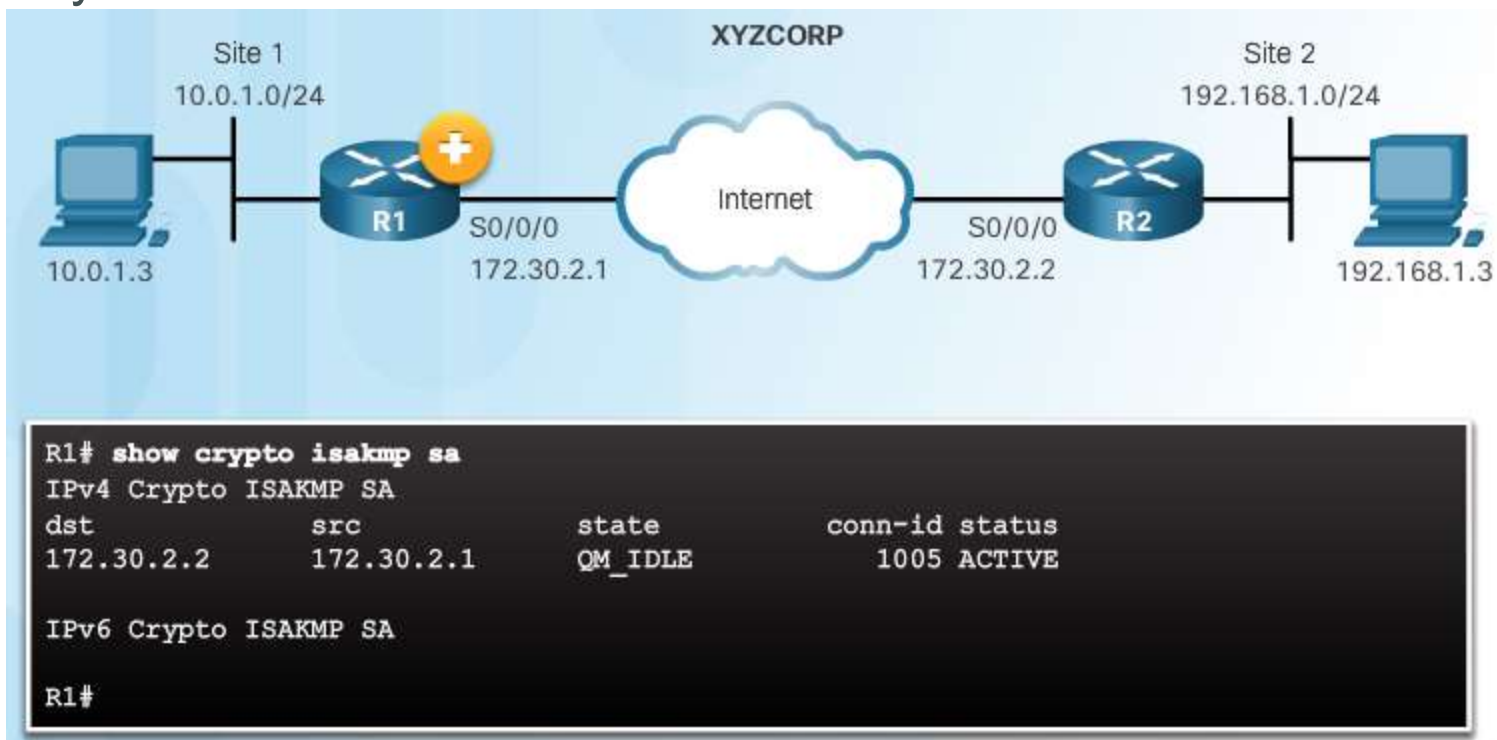 XYZCORP
Site 1
10.0.1.0/24
Site 2
192.168.1.0/24
Internet
R1
S0/0/0
172.30.2.1
S0/0/0
172.30.2.2
R2
10.0.1.3
192.168.1.3
R1# show crypto isakmp sa
IPv4 Crypto ISAKMP SA
dst src state conn-id status
172.30.2.2 172.30.2.1 QM_IDLE 1005 ACTIVE
IPv6 Crypto ISAKMP SA
R1#